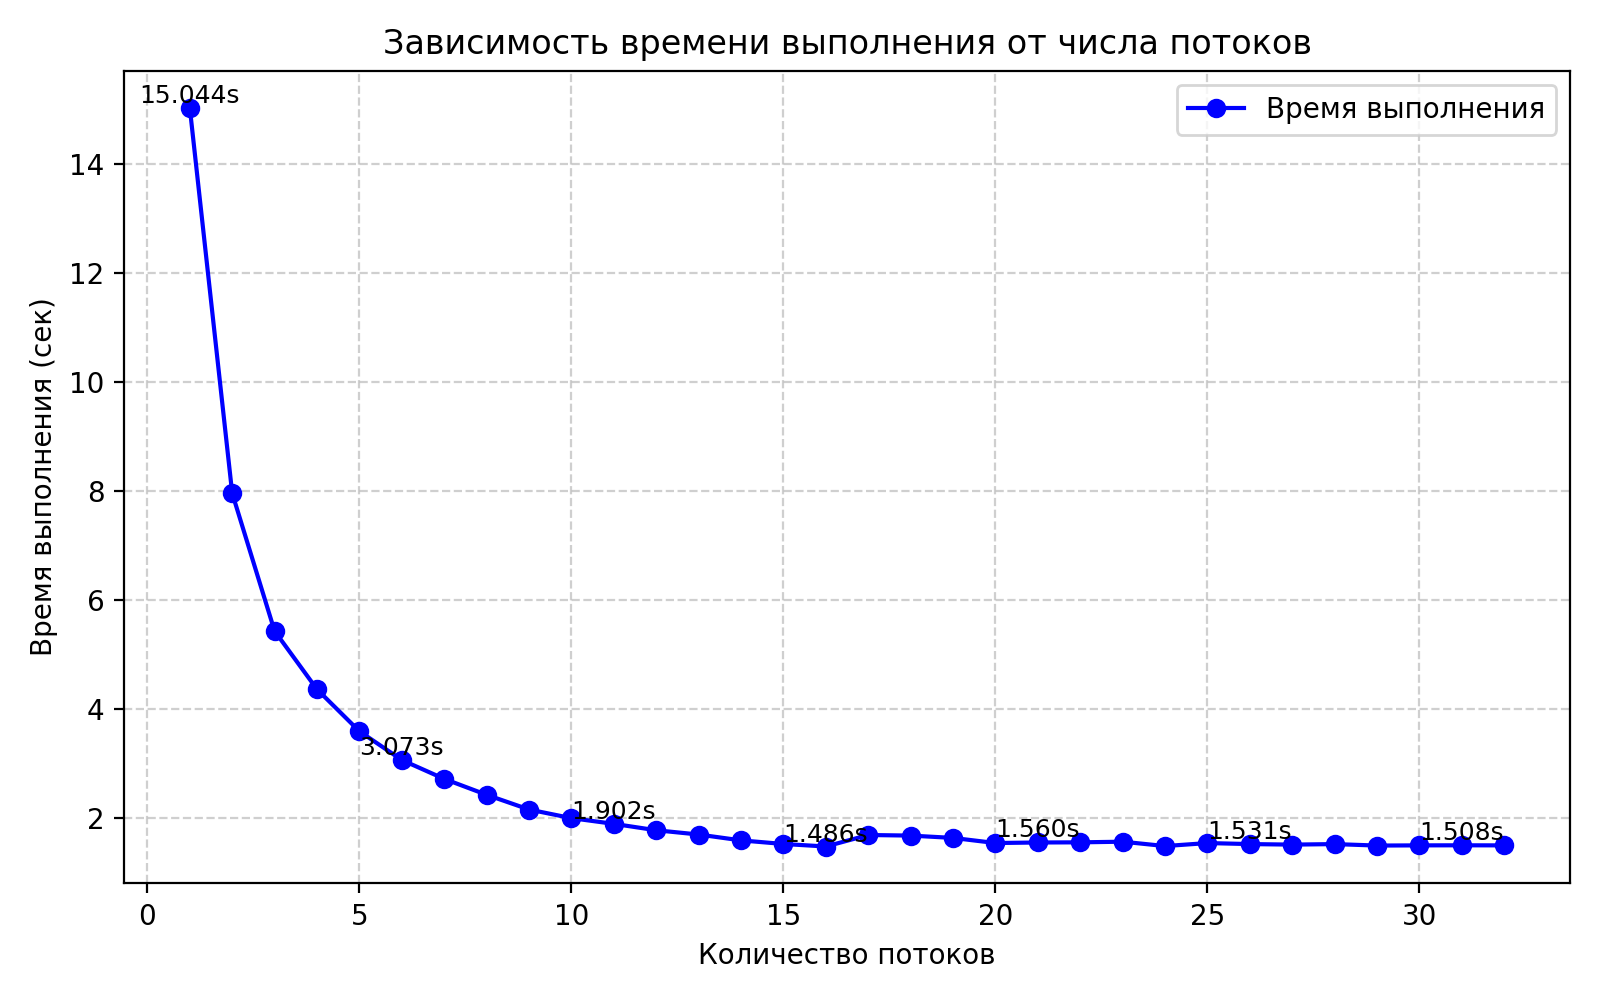 Зависимость времени выполнения от числа потоков
Время выполнения
15.044s
3.073s
1.902s
1.486s
1.560s
1.531s
1.508s
Время выполнения (сек)
14
12
10
8
6
4
2
0 5 10 15 20 25 30
Количество потоков